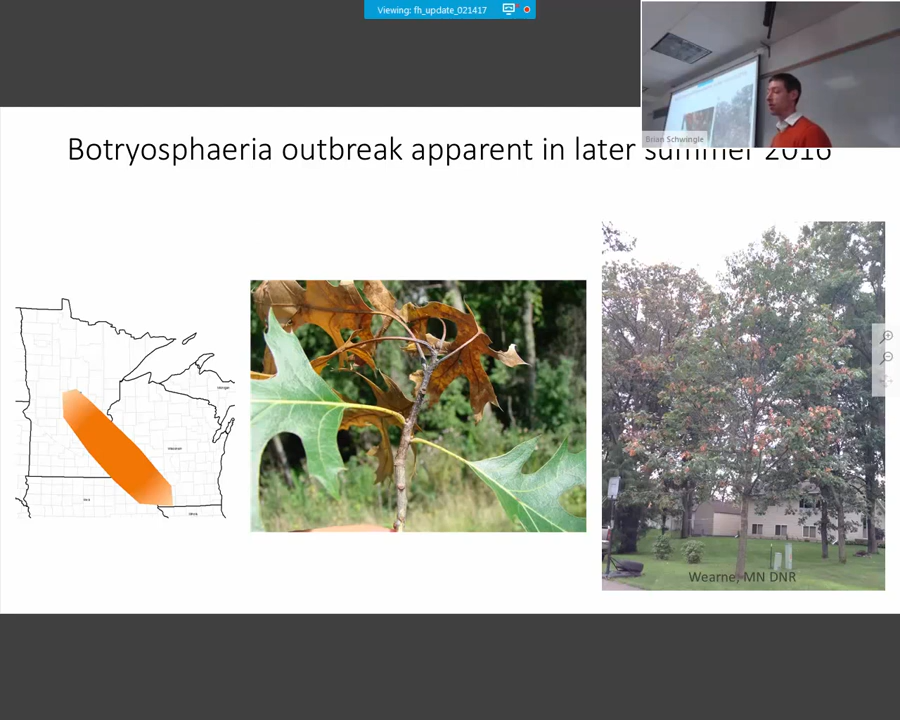 Viewing: fh_update_021417
Brian Schwingle
Botryosphaeria outbreak apparent in later summer 2016
Wearne, MN DNR